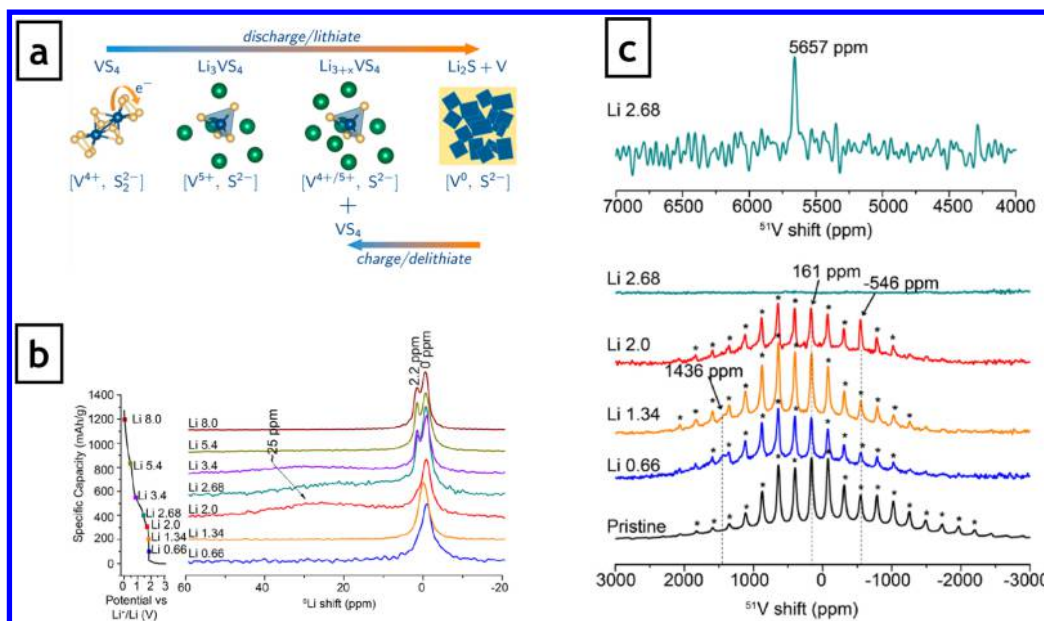 a
discharge/lithiate
VS₄ Li₃VS₄ Li₃₊ₓVS₄ Li₂S + V
e⁻
[V⁴⁺, S₂²⁻] [V⁵⁺, S²⁻] [V⁴⁺/⁵⁺, S²⁻] [V⁰, S²⁻]
+
VS₄
charge/delithiate
b
2.2 ppm
0 ppm
~25 ppm
Specific Capacity (mAh/g)
1400
1200
1000
800
600
400
200
0
Li 8.0
Li 5.4
Li 3.4
Li 2.68
Li 2.0
Li 1.34
Li 0.66
0 1 2 3
Potential vs
Li⁺/Li (V)
Li 8.0
Li 5.4
Li 3.4
Li 2.68
Li 2.0
Li 1.34
Li 0.66
60 40 20 0 -20
⁶Li shift (ppm)
c
5657 ppm
Li 2.68
7000 6500 6000 5500 5000 4500 4000
⁵¹V shift (ppm)
Li 2.68
161 ppm
-546 ppm
Li 2.0
1436 ppm
Li 1.34
Li 0.66
Pristine
3000 2000 1000 0 -1000 -2000 -3000
⁵¹V shift (ppm)